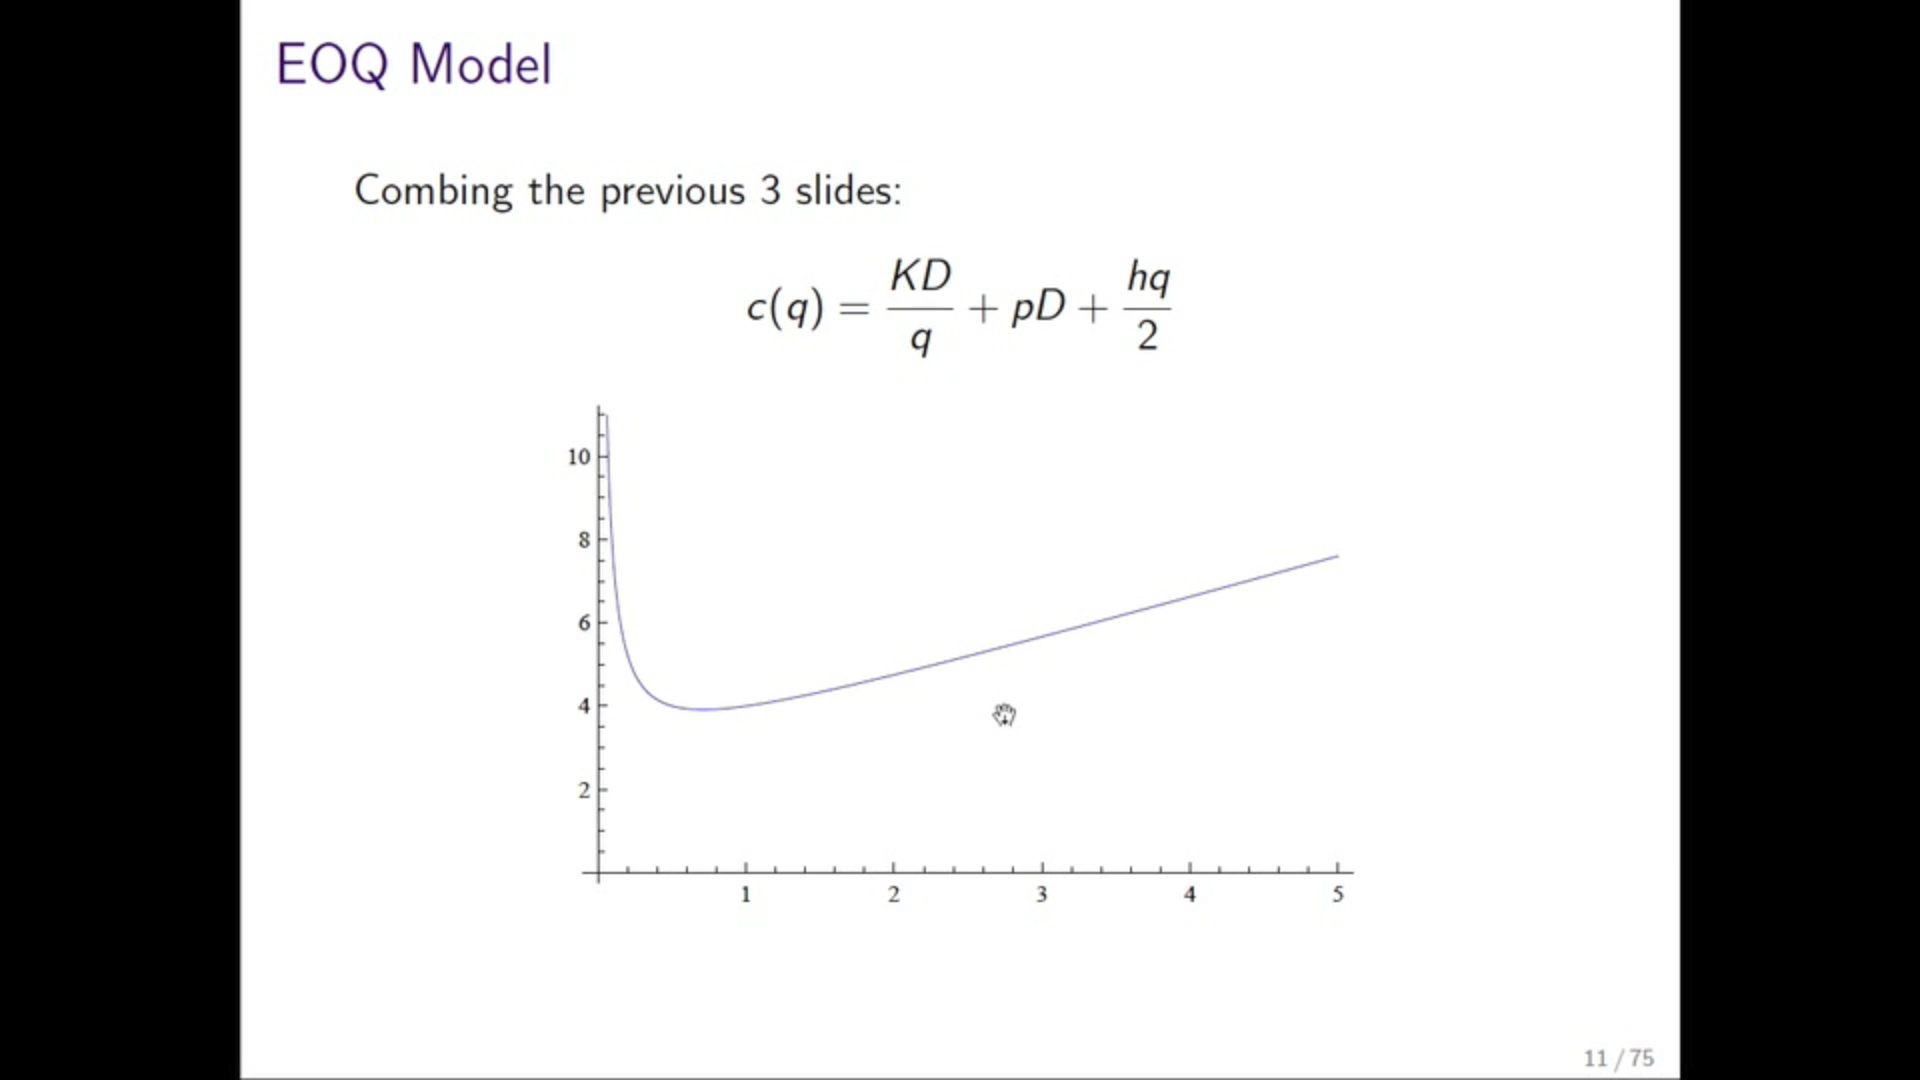 EOQ Model
Combing the previous 3 slides:
c(q) = KD/q + pD + hq/2
10
8
6
4
2
1 2 3 4 5
11 / 75